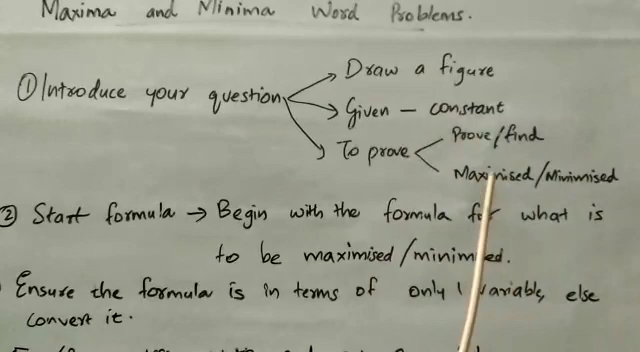 Maxima and Minima Word Problems.
① Introduce your question
Draw a figure
Given - constant
To prove
Prove/find
Maximised/Minimised
② Start formula → Begin with the formula for what is
to be maximised/minimised.
Ensure the formula is in terms of only 1 variable, else
convert it.